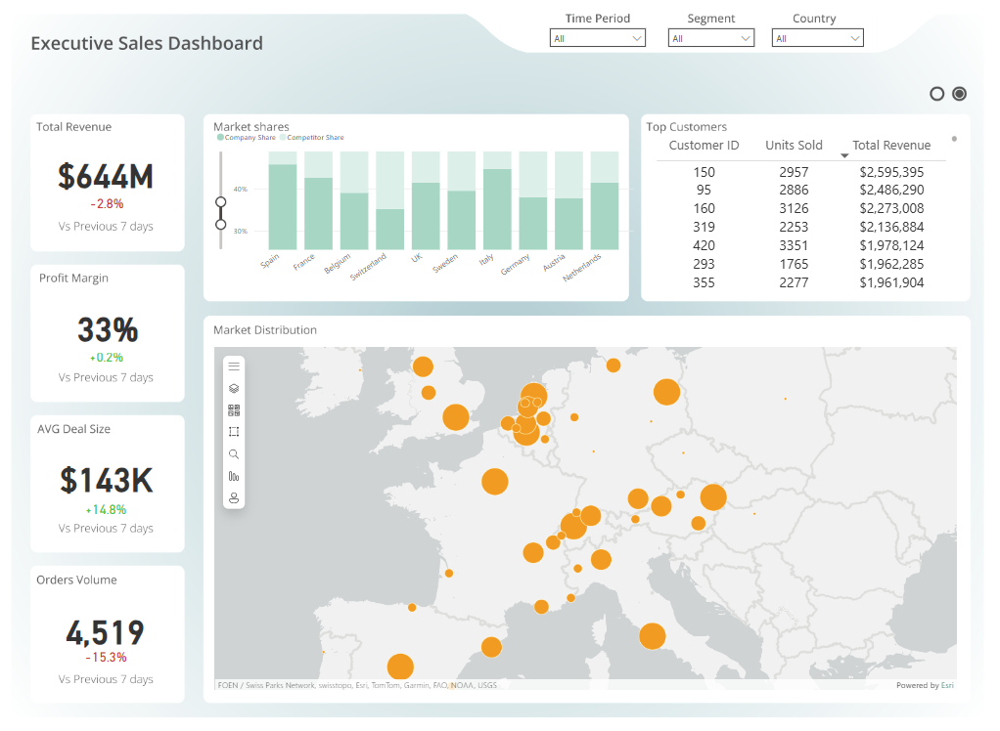 Executive Sales Dashboard
Time Period
Segment
Country
All
All
All
Total Revenue
$644M
-2.8%
Vs Previous 7 days
Profit Margin
33%
+0.2%
Vs Previous 7 days
AVG Deal Size
$143K
+14.8%
Vs Previous 7 days
Orders Volume
4,519
-15.3%
Vs Previous 7 days
Market shares
Company Share Competitor Share
40%
30%
Spain France Belgium Switzerland UK Sweden Italy Germany Austria Netherlands
Top Customers
Customer ID Units Sold Total Revenue
150 2957 $2,595,395
95 2886 $2,486,290
160 3126 $2,273,008
319 2253 $2,136,884
420 3351 $1,978,124
293 1765 $1,962,285
355 2277 $1,961,904
Market Distribution
FOEN / Swiss Parks Network, swisstopo, Esri, TomTom, Garmin, FAO, NOAA, USGS
Powered by Esri